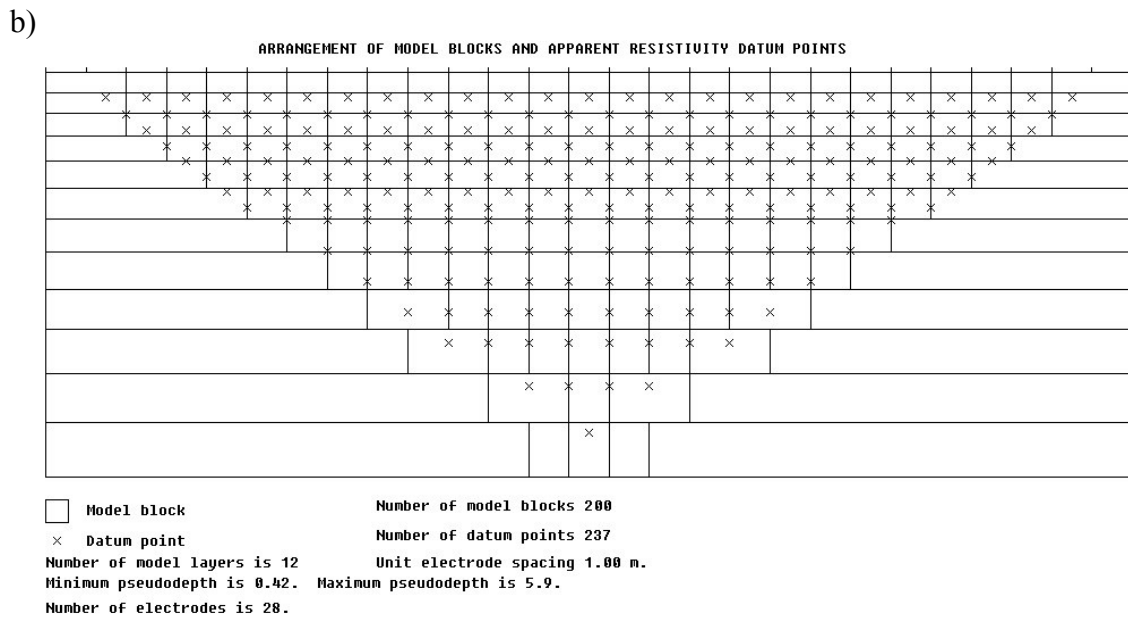 b)
ARRANGEMENT OF MODEL BLOCKS AND APPARENT RESISTIVITY DATUM POINTS
Model block
Number of model blocks 200
Datum point
Number of datum points 237
Number of model layers is 12
Unit electrode spacing 1.00 m.
Minimum pseudodepth is 0.42. Maximum pseudodepth is 5.9.
Number of electrodes is 28.